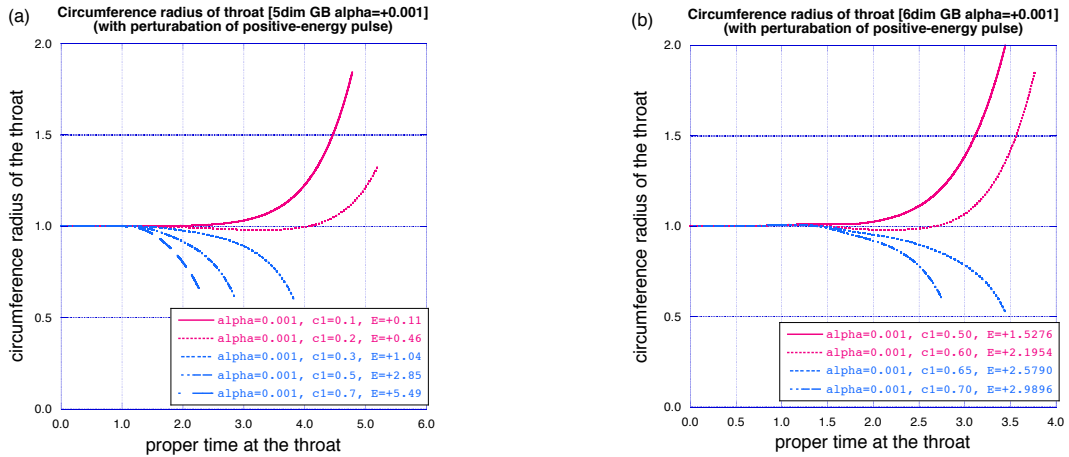 (a)
Circumference radius of throat [5dim GB alpha=+0.001]
(with perturabation of positive-energy pulse)
circumference radius of the throat
2.0
1.5
1.0
0.5
0.0
alpha=0.001, c1=0.1, E=+0.11
alpha=0.001, c1=0.2, E=+0.46
alpha=0.001, c1=0.3, E=+1.04
alpha=0.001, c1=0.5, E=+2.85
alpha=0.001, c1=0.7, E=+5.49
0.0 1.0 2.0 3.0 4.0 5.0 6.0
proper time at the throat
(b)
Circumference radius of throat [6dim GB alpha=+0.001]
(with perturabation of positive-energy pulse)
circumference radius of the throat
2.0
1.5
1.0
0.5
0.0
alpha=0.001, c1=0.50, E=+1.5276
alpha=0.001, c1=0.60, E=+2.1954
alpha=0.001, c1=0.65, E=+2.5790
alpha=0.001, c1=0.70, E=+2.9896
0.0 0.5 1.0 1.5 2.0 2.5 3.0 3.5 4.0
proper time at the throat